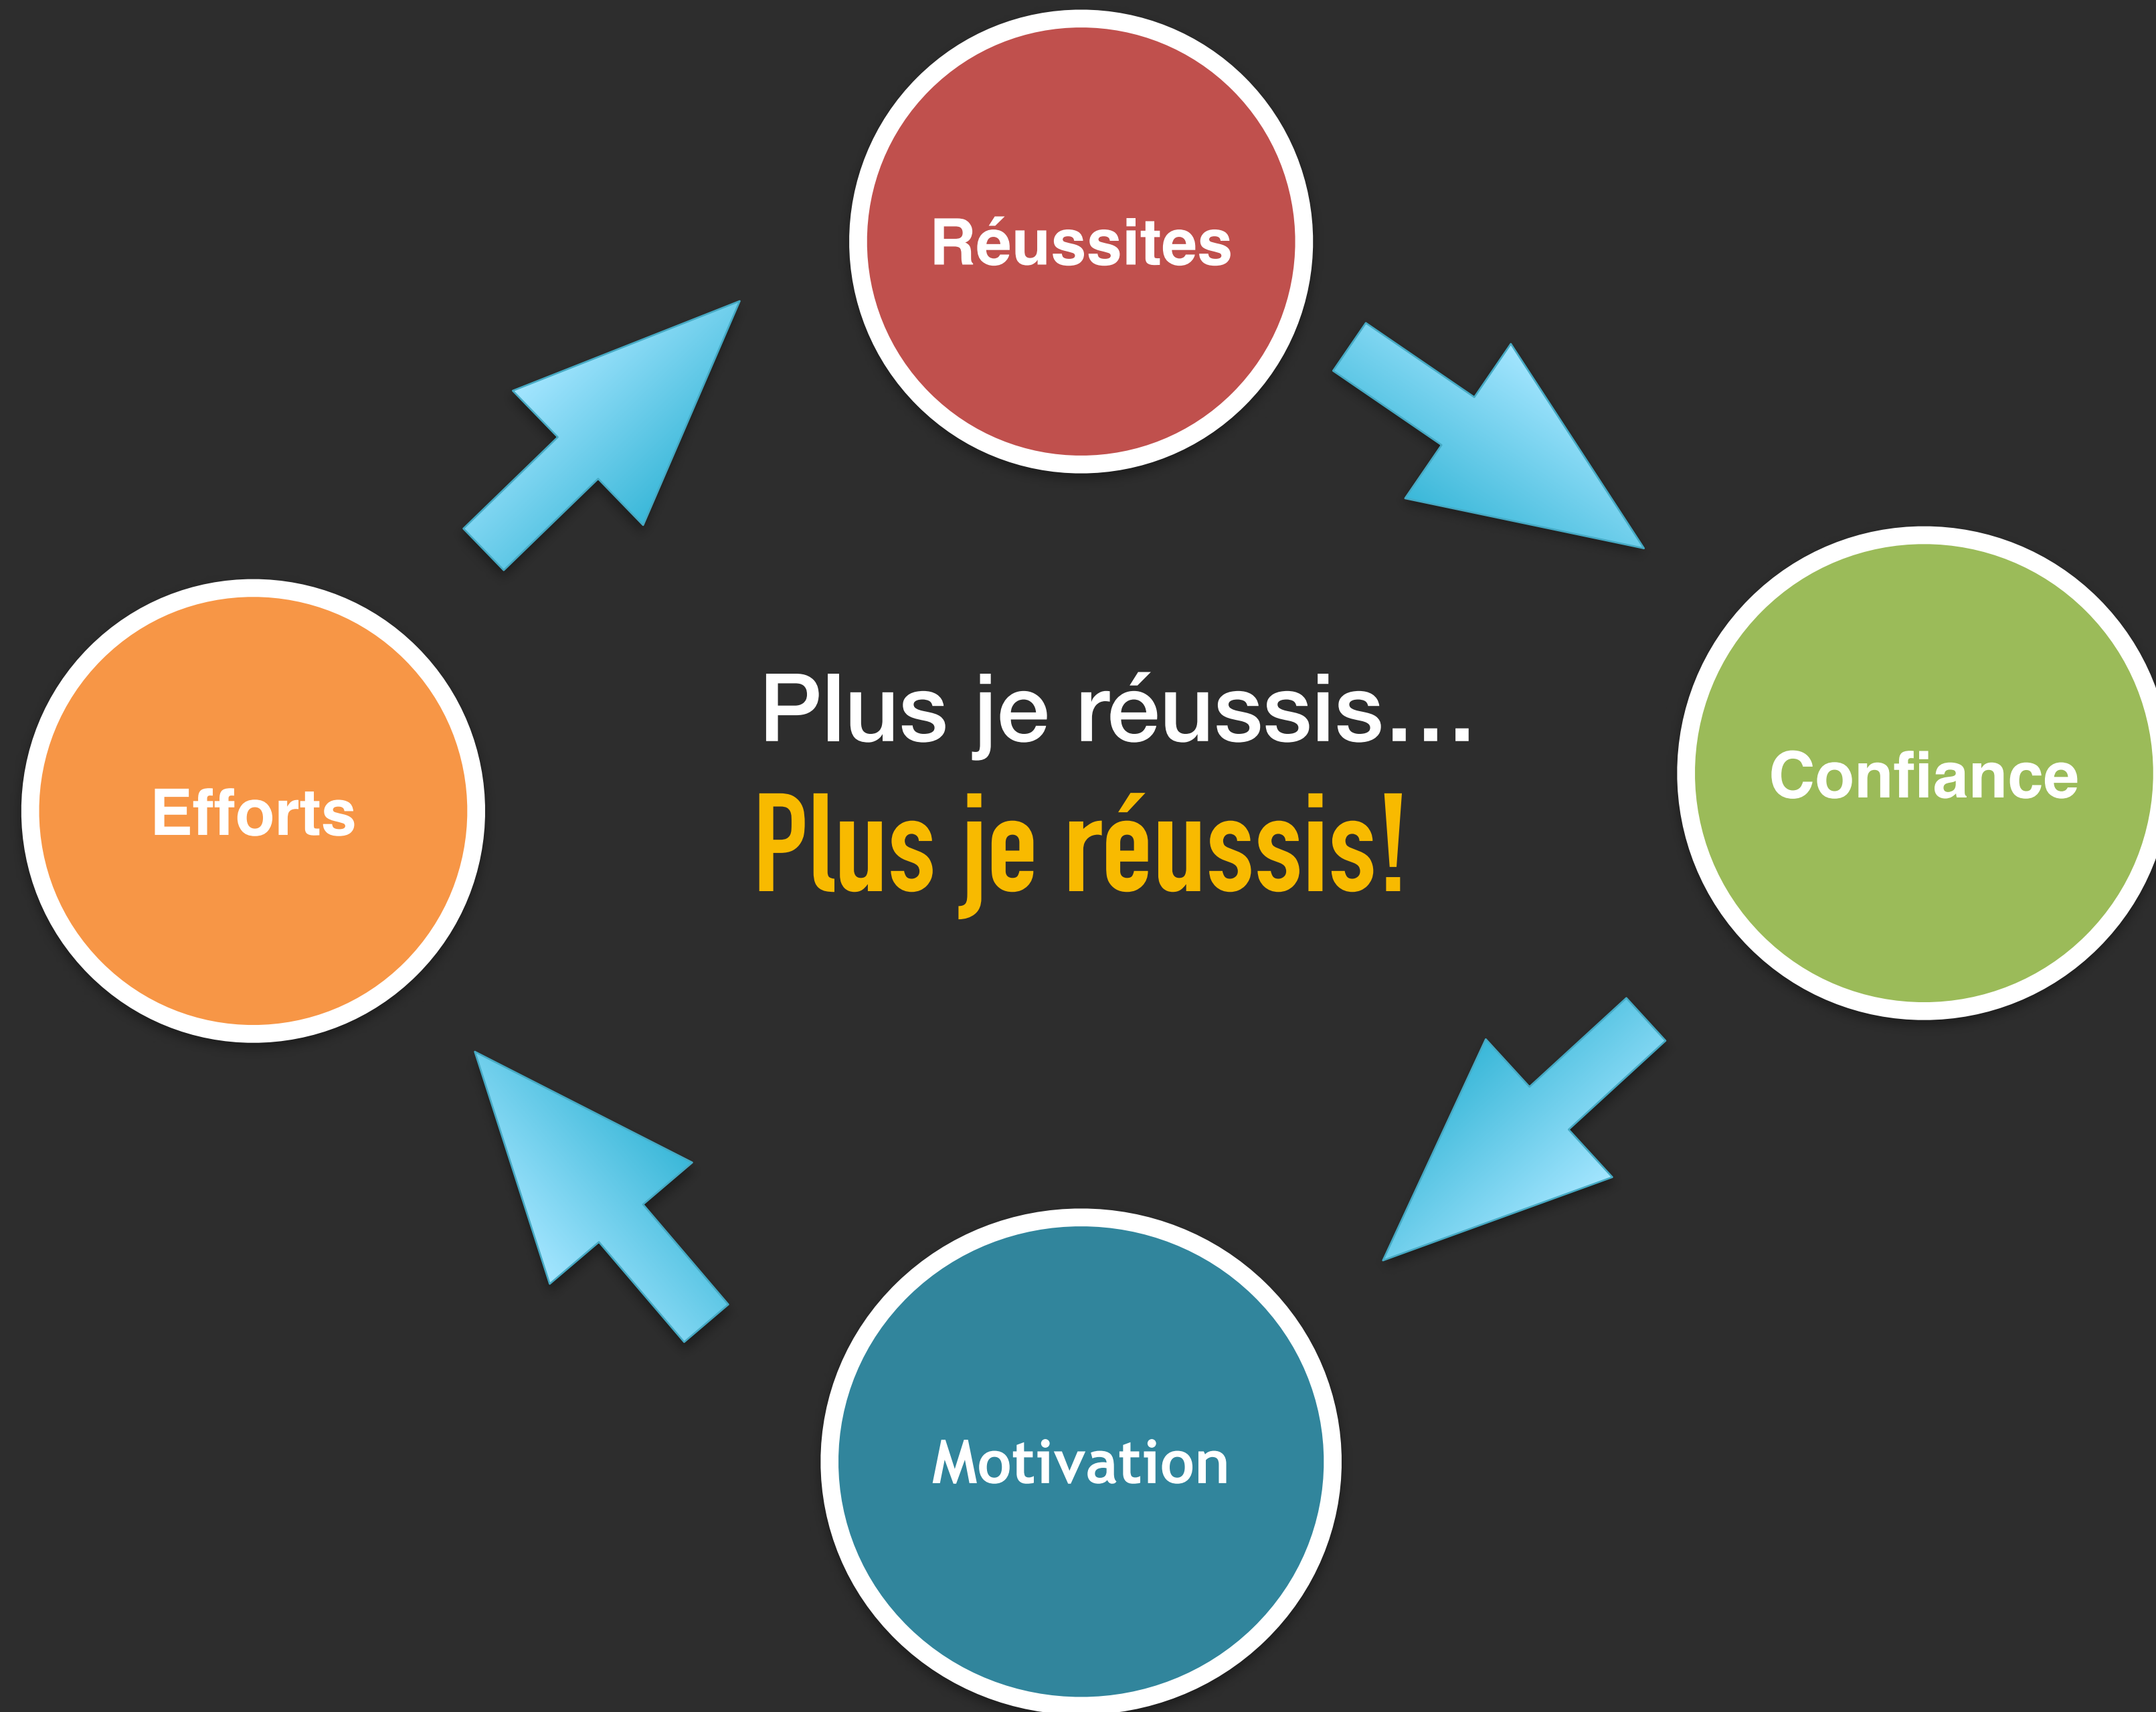 Réussites
Plus je réussis...
Plus je réussis!
Confiance
Efforts
Motivation